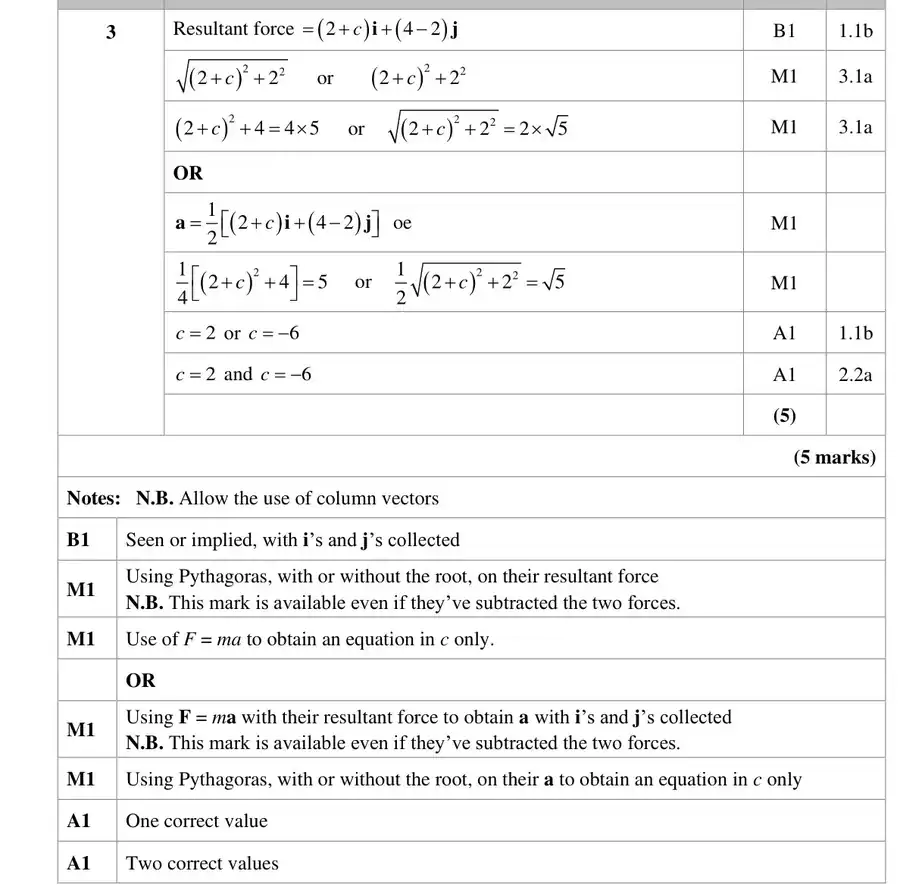 3 Resultant force = (2+c)i+(4−2)j B1 1.1b
√((2+c)²+2²) or (2+c)²+2² M1 3.1a
(2+c)²+4=4×5 or √((2+c)²+2²) = 2×√5 M1 3.1a
OR
a = 1/2[(2+c)i+(4−2)j] oe M1
1/4[(2+c)²+4]=5 or 1/2√((2+c)²+2²) = √5 M1
c = 2 or c = −6 A1 1.1b
c = 2 and c = −6 A1 2.2a
(5)
(5 marks)
Notes: N.B. Allow the use of column vectors
B1 Seen or implied, with i’s and j’s collected
M1 Using Pythagoras, with or without the root, on their resultant force
N.B. This mark is available even if they’ve subtracted the two forces.
M1 Use of F = ma to obtain an equation in c only.
OR
M1 Using F = ma with their resultant force to obtain a with i’s and j’s collected
N.B. This mark is available even if they’ve subtracted the two forces.
M1 Using Pythagoras, with or without the root, on their a to obtain an equation in c only
A1 One correct value
A1 Two correct values